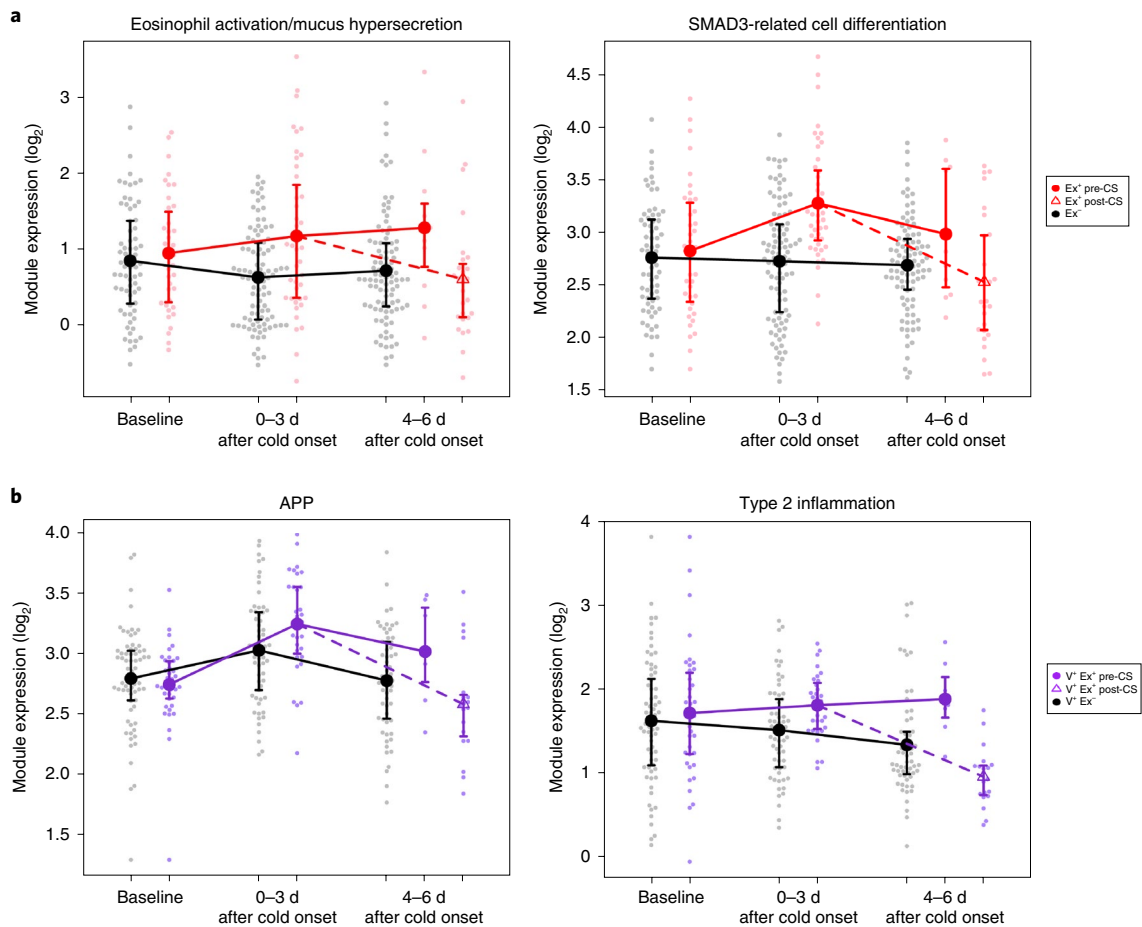 a
Eosinophil activation/mucus hypersecretion
SMAD3-related cell differentiation
Module expression (log₂)
3
2
1
0
Baseline
0–3 d
after cold onset
4–6 d
after cold onset
Module expression (log₂)
4.5
4.0
3.5
3.0
2.5
2.0
1.5
Baseline
0–3 d
after cold onset
4–6 d
after cold onset
Ex⁺ pre-CS
Ex⁺ post-CS
Ex⁻
b
APP
Type 2 inflammation
Module expression (log₂)
4.0
3.5
3.0
2.5
2.0
1.5
Baseline
0–3 d
after cold onset
4–6 d
after cold onset
Module expression (log₂)
4
3
2
1
0
Baseline
0–3 d
after cold onset
4–6 d
after cold onset
V⁺ Ex⁺ pre-CS
V⁺ Ex⁺ post-CS
V⁺ Ex⁻